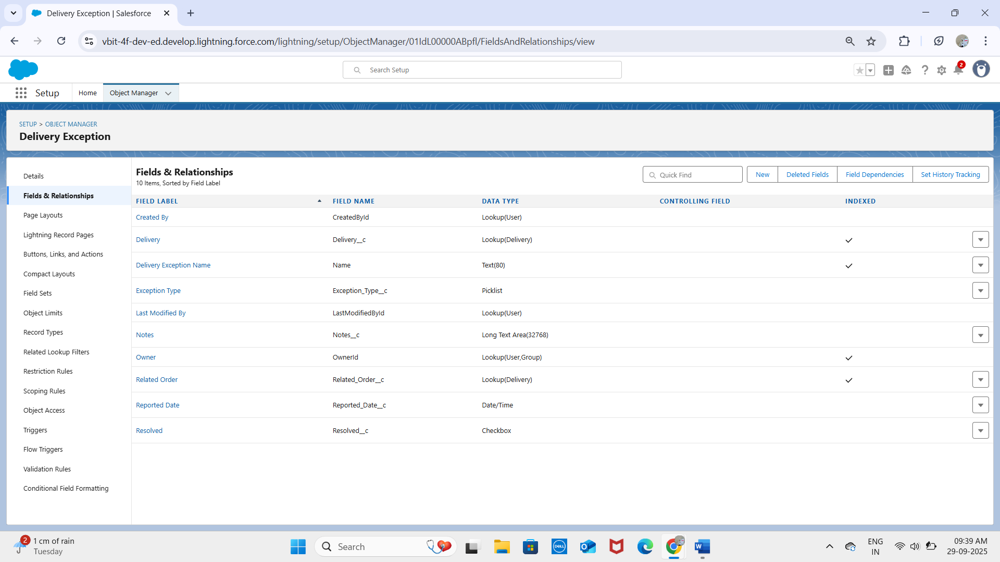 Delivery Exception | Salesforce
vbit-4f-dev-ed.develop.lightning.force.com/lightning/setup/ObjectManager/01IdL00000ABpfl/FieldsAndRelationships/view
Search Setup
2
Setup
Home
Object Manager
SETUP > OBJECT MANAGER
Delivery Exception
Details
Fields & Relationships
Page Layouts
Lightning Record Pages
Buttons, Links, and Actions
Compact Layouts
Field Sets
Object Limits
Record Types
Related Lookup Filters
Restriction Rules
Scoping Rules
Object Access
Triggers
Flow Triggers
Validation Rules
Conditional Field Formatting
Fields & Relationships
10 Items, Sorted by Field Label
Quick Find
New
Deleted Fields
Field Dependencies
Set History Tracking
FIELD LABEL FIELD NAME DATA TYPE CONTROLLING FIELD INDEXED
Created By CreatedById Lookup(User)
Delivery Delivery__c Lookup(Delivery)
Delivery Exception Name Name Text(80)
Exception Type Exception_Type__c Picklist
Last Modified By LastModifiedById Lookup(User)
Notes Notes__c Long Text Area(32768)
Owner OwnerId Lookup(User,Group)
Related Order Related_Order__c Lookup(Delivery)
Reported Date Reported_Date__c Date/Time
Resolved Resolved__c Checkbox
2
1 cm of rain
Tuesday
Search
DELL
W
ENG
IN
09:39 AM
29-09-2025